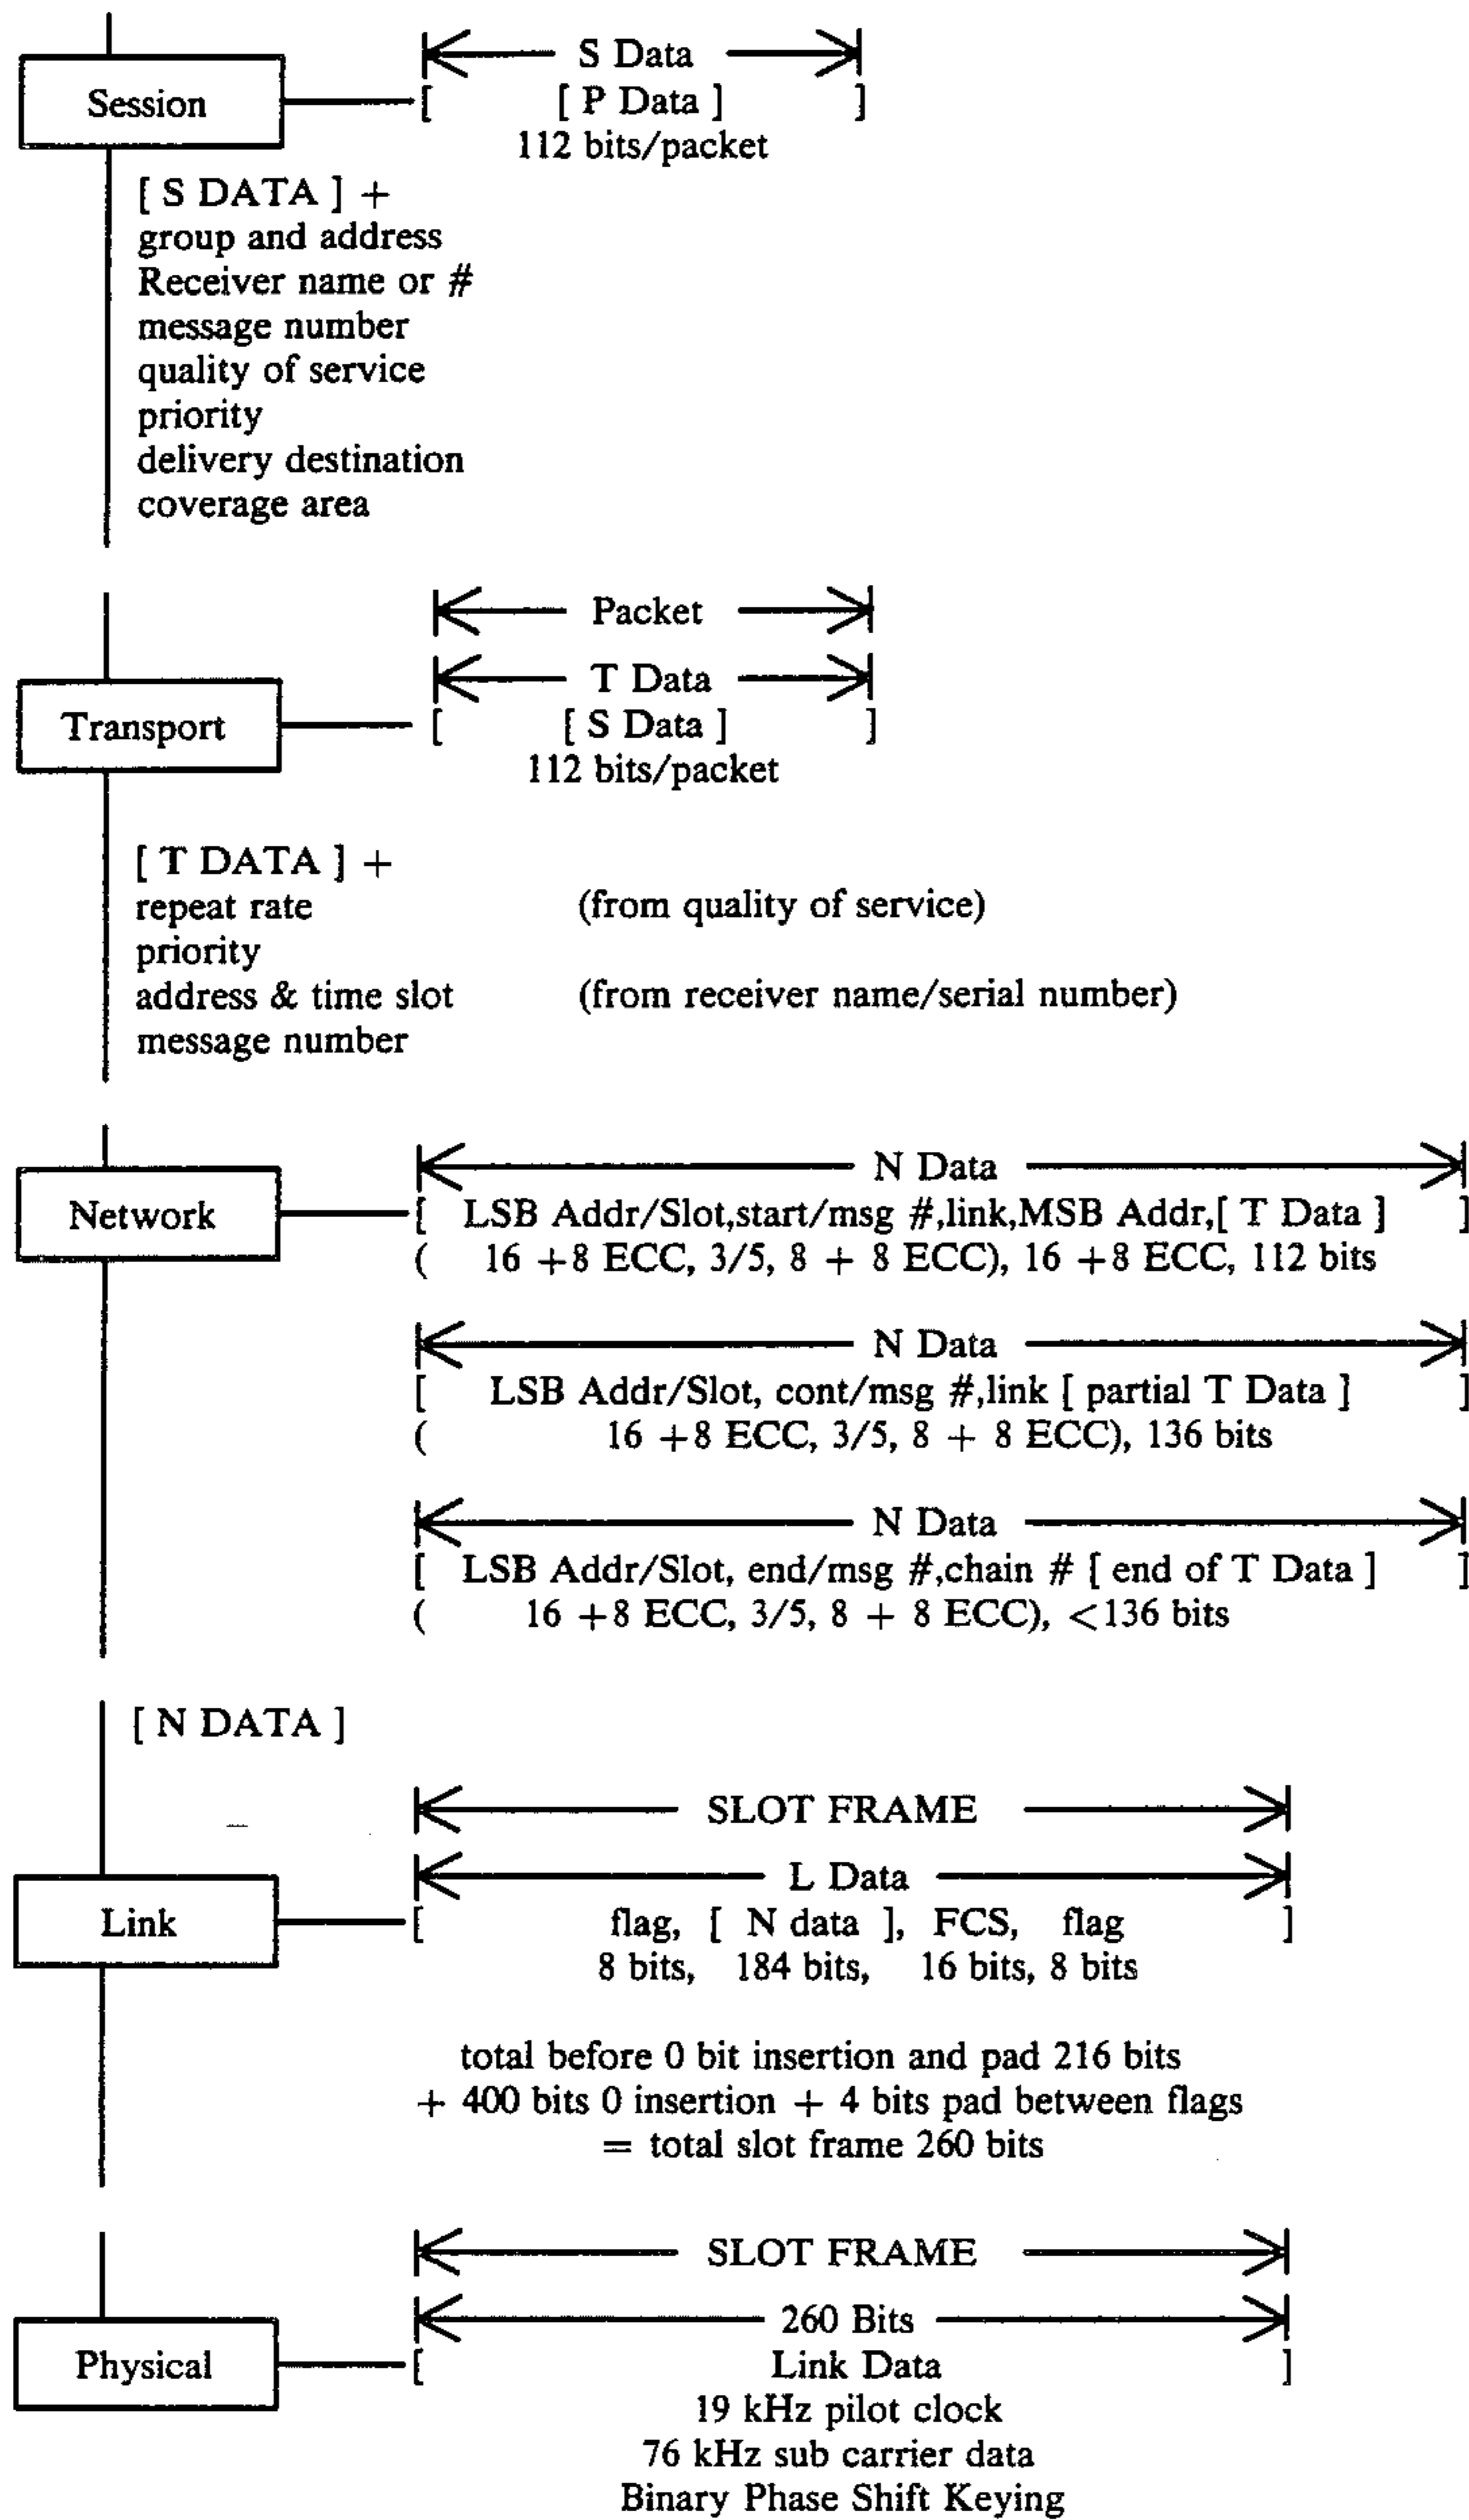 S Data
Session [ [ P Data ] ]
112 bits/packet
[ S DATA ] +
group and address
Receiver name or #
message number
quality of service
priority
delivery destination
coverage area
Packet
T Data
Transport [ [ S Data ] ]
112 bits/packet
[ T DATA ] +
repeat rate (from quality of service)
priority
address & time slot (from receiver name/serial number)
message number
N Data
Network [ LSB Addr/Slot,start/msg #,link,MSB Addr,[ T Data ] ]
( 16 +8 ECC, 3/5, 8 + 8 ECC), 16 +8 ECC, 112 bits
N Data
[ LSB Addr/Slot, cont/msg #,link [ partial T Data ] ]
( 16 +8 ECC, 3/5, 8 + 8 ECC), 136 bits
N Data
[ LSB Addr/Slot, end/msg #,chain # [ end of T Data ] ]
( 16 +8 ECC, 3/5, 8 + 8 ECC), <136 bits
[ N DATA ]
SLOT FRAME
L Data
Link [ flag, [ N data ], FCS, flag ]
8 bits, 184 bits, 16 bits, 8 bits
total before 0 bit insertion and pad 216 bits
+ 400 bits 0 insertion + 4 bits pad between flags
= total slot frame 260 bits
SLOT FRAME
260 Bits
Physical [ Link Data ]
19 kHz pilot clock
76 kHz sub carrier data
Binary Phase Shift Keying